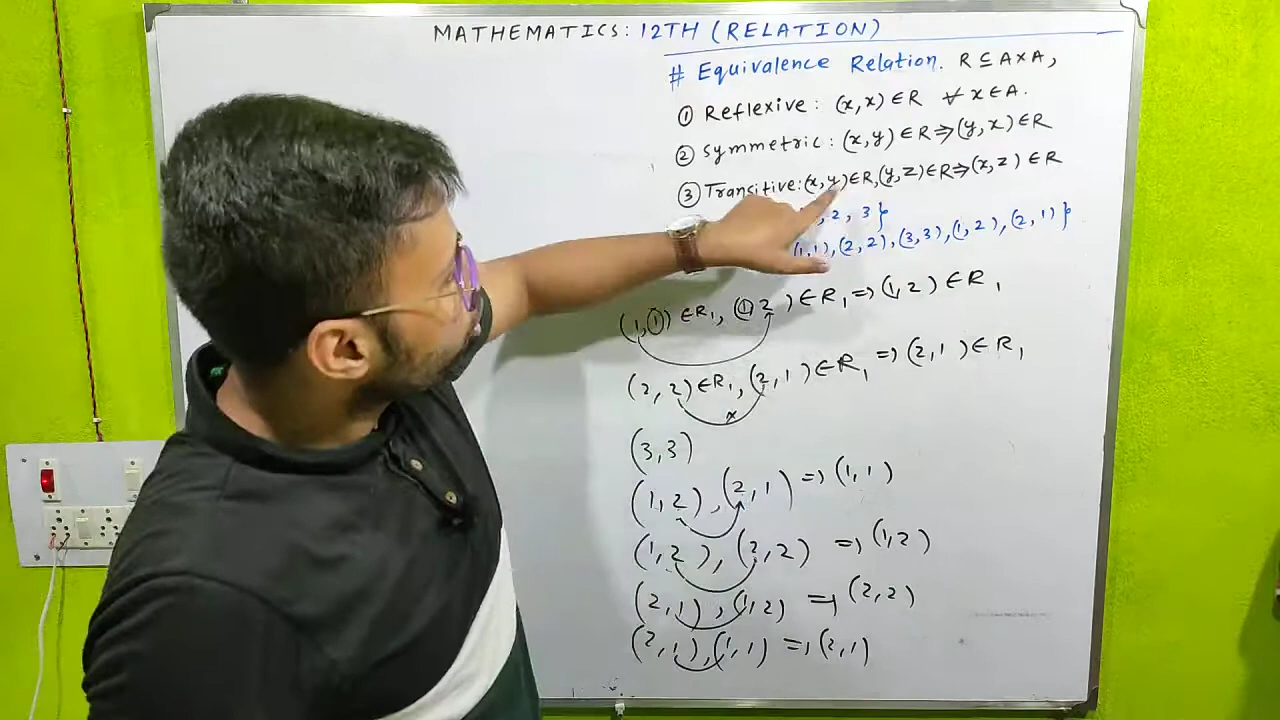 MATHEMATICS: 12TH (RELATION)
# Equivalence Relation. R ⊆ A×A,
① Reflexive: (x,x) ∈ R ∀ x ∈ A.
② Symmetric: (x,y) ∈ R ⇒ (y,x) ∈ R
③ Transitive: (x,y) ∈ R, (y,z) ∈ R ⇒ (x,z) ∈ R
, 2, 3}
(1,1), (2,2), (3,3), (1,2), (2,1)}
(1,1) ∈ R₁, (1,2) ∈ R₁ ⇒ (1,2) ∈ R₁
(2,2) ∈ R₁, (2,1) ∈ R₁ ⇒ (2,1) ∈ R₁
x
(3,3)
(1,2), (2,1) ⇒ (1,1)
(1,2), (2,2) ⇒ (1,2)
(2,1), (1,2) ⇒ (2,2)
(2,1), (1,1) ⇒ (2,1)